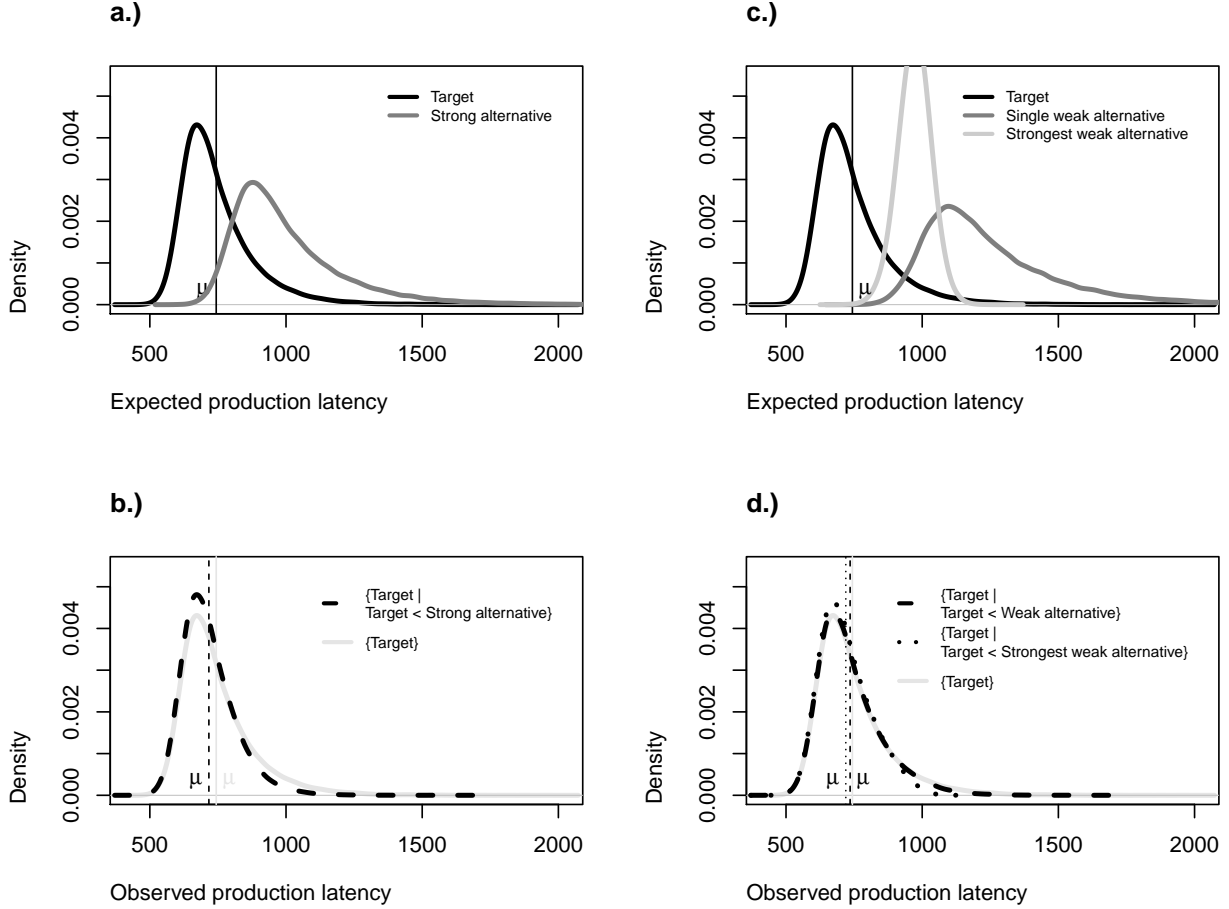 a.)
Density
0.000
0.002
0.004
Target
Strong alternative
μ
500
1000
1500
2000
Expected production latency
c.)
Density
0.000
0.002
0.004
Target
Single weak alternative
Strongest weak alternative
μ
500
1000
1500
2000
Expected production latency
b.)
Density
0.000
0.002
0.004
{Target |
Target < Strong alternative}
{Target}
μ
μ
500
1000
1500
2000
Observed production latency
d.)
Density
0.000
0.002
0.004
{Target |
Target < Weak alternative}
{Target |
Target < Strongest weak alternative}
{Target}
μ
μ
500
1000
1500
2000
Observed production latency